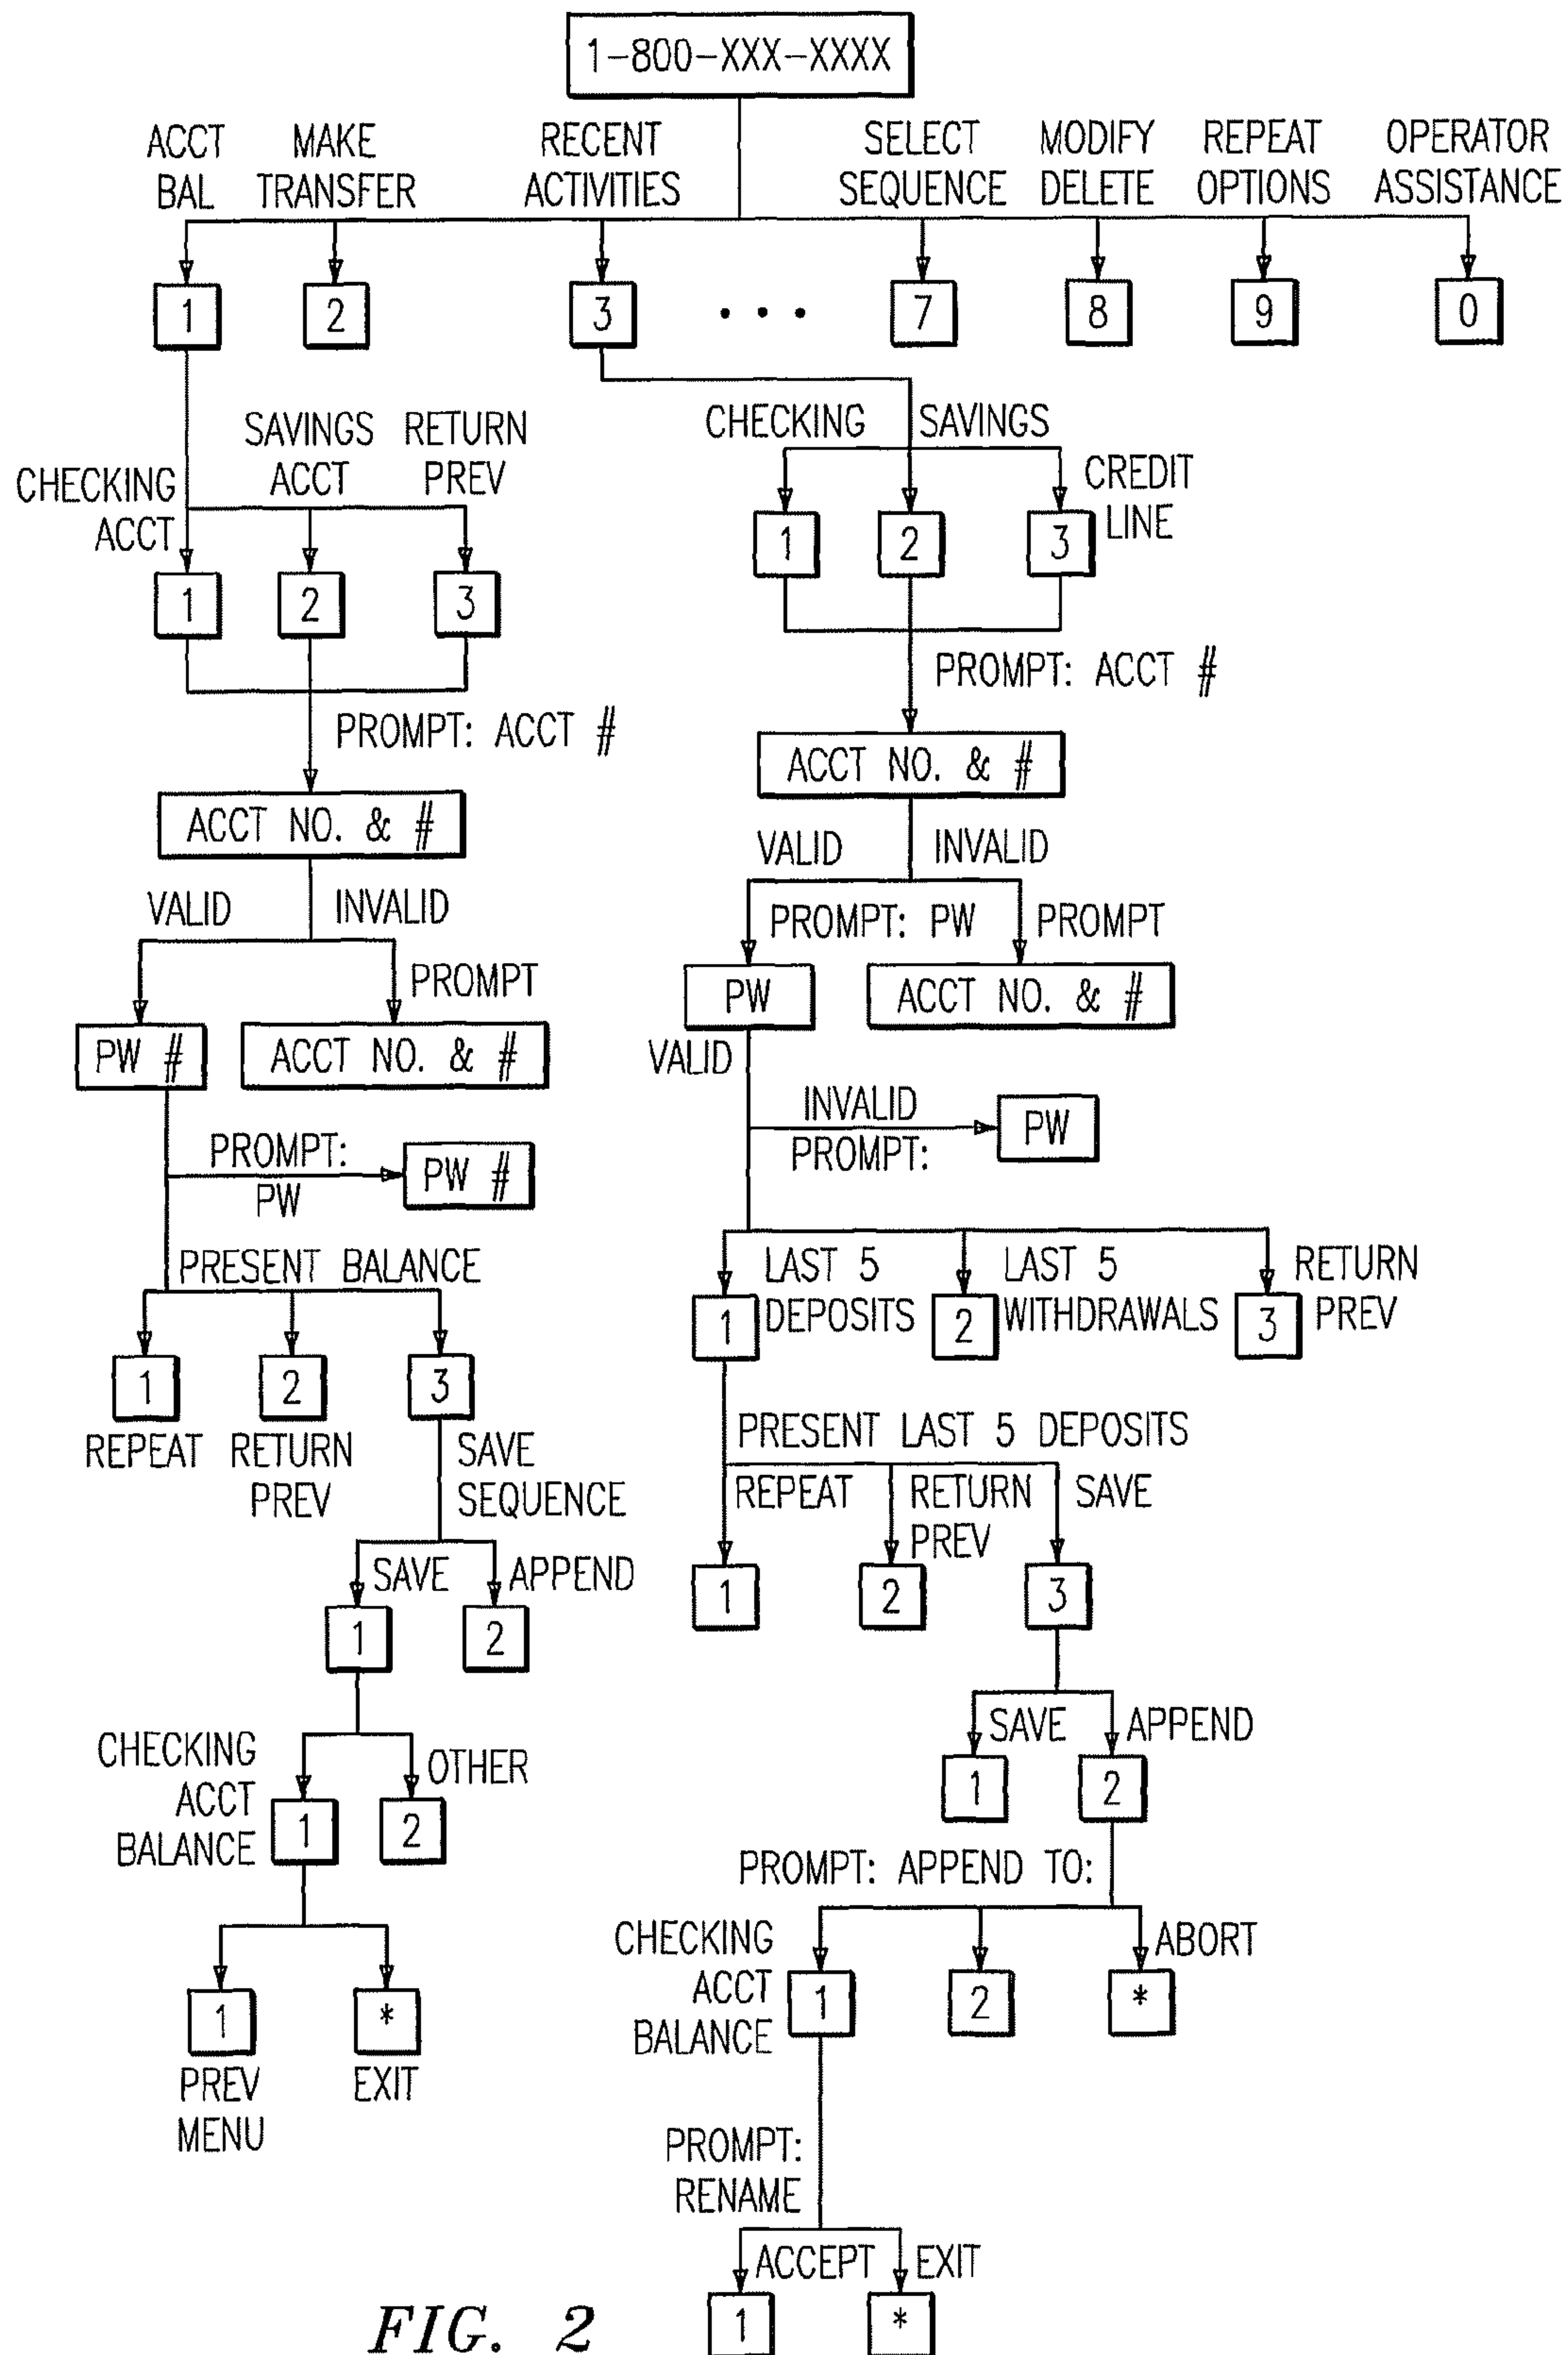 1-800-XXX-XXXX
ACCT BAL
MAKE TRANSFER
RECENT ACTIVITIES
SELECT SEQUENCE
MODIFY DELETE
REPEAT OPTIONS
OPERATOR ASSISTANCE
1
2
3
• • •
7
8
9
0
CHECKING ACCT
SAVINGS ACCT
RETURN PREV
1
2
3
PROMPT: ACCT #
ACCT NO. & #
VALID
INVALID
PROMPT
PW #
ACCT NO. & #
PROMPT: PW
PW #
PRESENT BALANCE
1
2
3
REPEAT
RETURN PREV
SAVE SEQUENCE
SAVE
APPEND
1
2
CHECKING ACCT BALANCE
OTHER
1
2
1
*
PREV MENU
EXIT
CHECKING
SAVINGS
CREDIT LINE
1
2
3
PROMPT: ACCT #
ACCT NO. & #
VALID
INVALID
PROMPT: PW
PROMPT
PW
ACCT NO. & #
VALID
INVALID
PROMPT:
PW
LAST 5 DEPOSITS
LAST 5 WITHDRAWALS
RETURN PREV
1
2
3
PRESENT LAST 5 DEPOSITS
REPEAT
RETURN PREV
SAVE
1
2
3
SAVE
APPEND
1
2
PROMPT: APPEND TO:
CHECKING ACCT BALANCE
ABORT
1
2
*
PROMPT: RENAME
ACCEPT
EXIT
1
*
FIG. 2